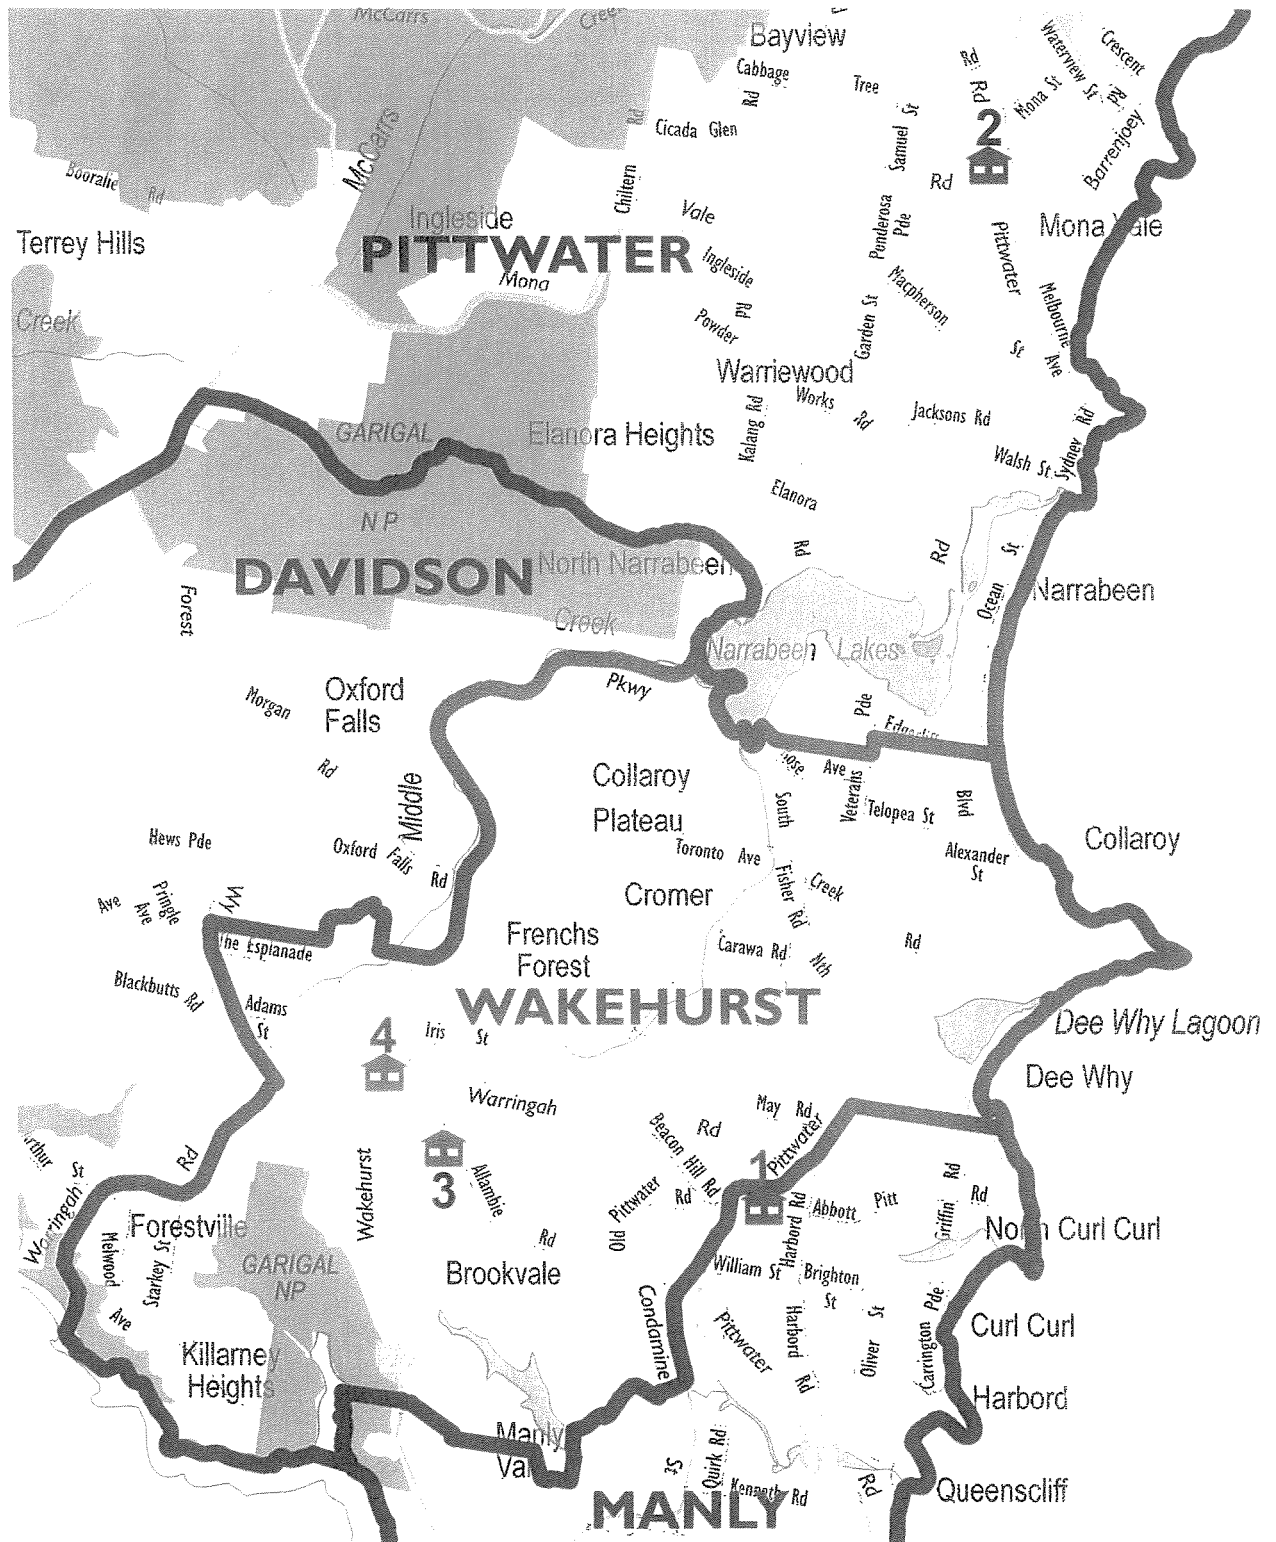 McCarrs
Creek
Bayview
Cabbage
Tree
Rd
Rd
Waterview St
Crescent
Rd
Mona St
2
Barrenjoey
Rd
Cicada Glen
Rd
Samuel St
McCarrs
Booralie
Rd
Chiltern
Rd
Ingleside
Vale
Ponderosa
Pde
Mona Vale
Terrey Hills
PITTWATER
Mona
Ingleside
Rd
Pittwater
Macpherson
St
Melbourne
Ave
Creek
Powder
Works
Rd
Garden St
Warriewood
Jacksons Rd
GARIGAL
NP
Elanora Heights
Kalang Rd
Walsh St
Sydney Rd
Elanora
Rd
Rd
Ocean St
DAVIDSON
North Narrabeen
Narrabeen
Forest
Creek
Narrabeen Lakes
Oxford
Falls
Pkwy
Morgan
Rd
Pde
Middle
Collaroy
Plateau
Ave
South
Veterans
Telopea St
Blvd
Collaroy
Hews Pde
Oxford Falls Rd
Toronto Ave
Alexander
St
Ave
Pringle
Ave
Wy
Cromer
Fisher Rd
Creek
The Esplanade
Frenchs
Forest
Carawa Rd
Nth
Rd
Blackbutts Rd
Adams
St
WAKEHURST
4
Iris St
Dee Why Lagoon
Dee Why
Warringah
Rd
May Rd
Pittwater
Beacon Hill Rd
St
Rd
Wakehurst
3
Allambie
Rd
1
Old Pittwater Rd
Harbord Rd
Abbott
Pitt
Rd
Griffin
Rd
Warringah
Forestville
North Curl Curl
Melwood
Ave
Starkey St
GARIGAL
NP
Brookvale
William St
Brighton
St
Condamine
St
Pittwater
Harbord
Rd
Oliver St
Carrington Pde
Curl Curl
Killarney
Heights
Harbord
Manly
Quirk Rd
Kenneth Rd
Rd
Queenscliff
MANLY